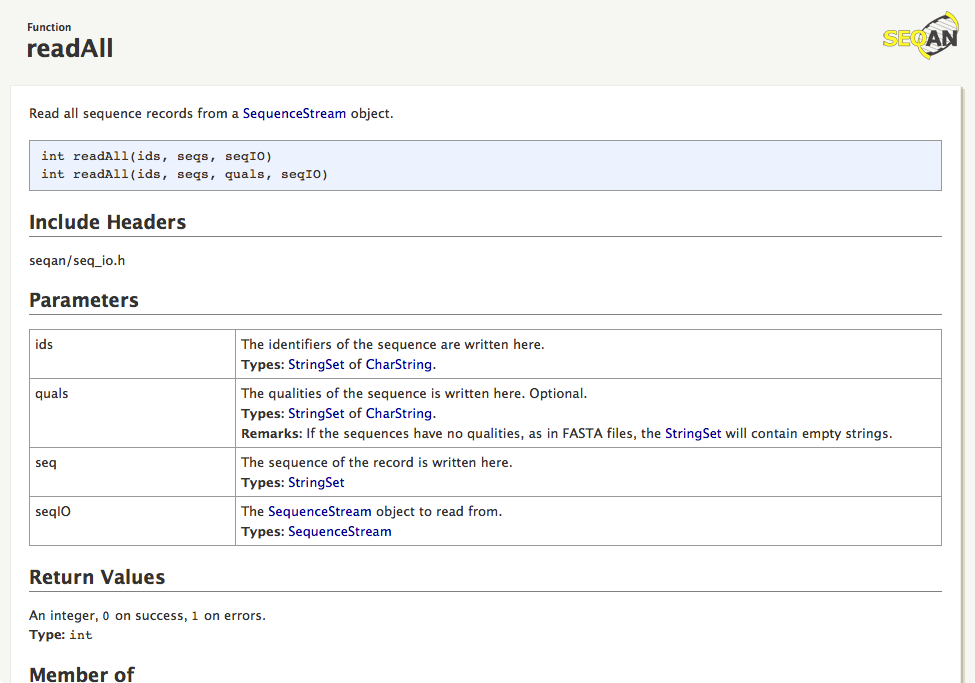 Function
readAll
SEQAN
Read all sequence records from a SequenceStream object.
int readAll(ids, seqs, seqIO)
int readAll(ids, seqs, quals, seqIO)
Include Headers
seqan/seq_io.h
Parameters
ids
The identifiers of the sequence are written here.
Types: StringSet of CharString.
quals
The qualities of the sequence is written here. Optional.
Types: StringSet of CharString.
Remarks: If the sequences have no qualities, as in FASTA files, the StringSet will contain empty strings.
seq
The sequence of the record is written here.
Types: StringSet
seqIO
The SequenceStream object to read from.
Types: SequenceStream
Return Values
An integer, 0 on success, 1 on errors.
Type: int
Member of